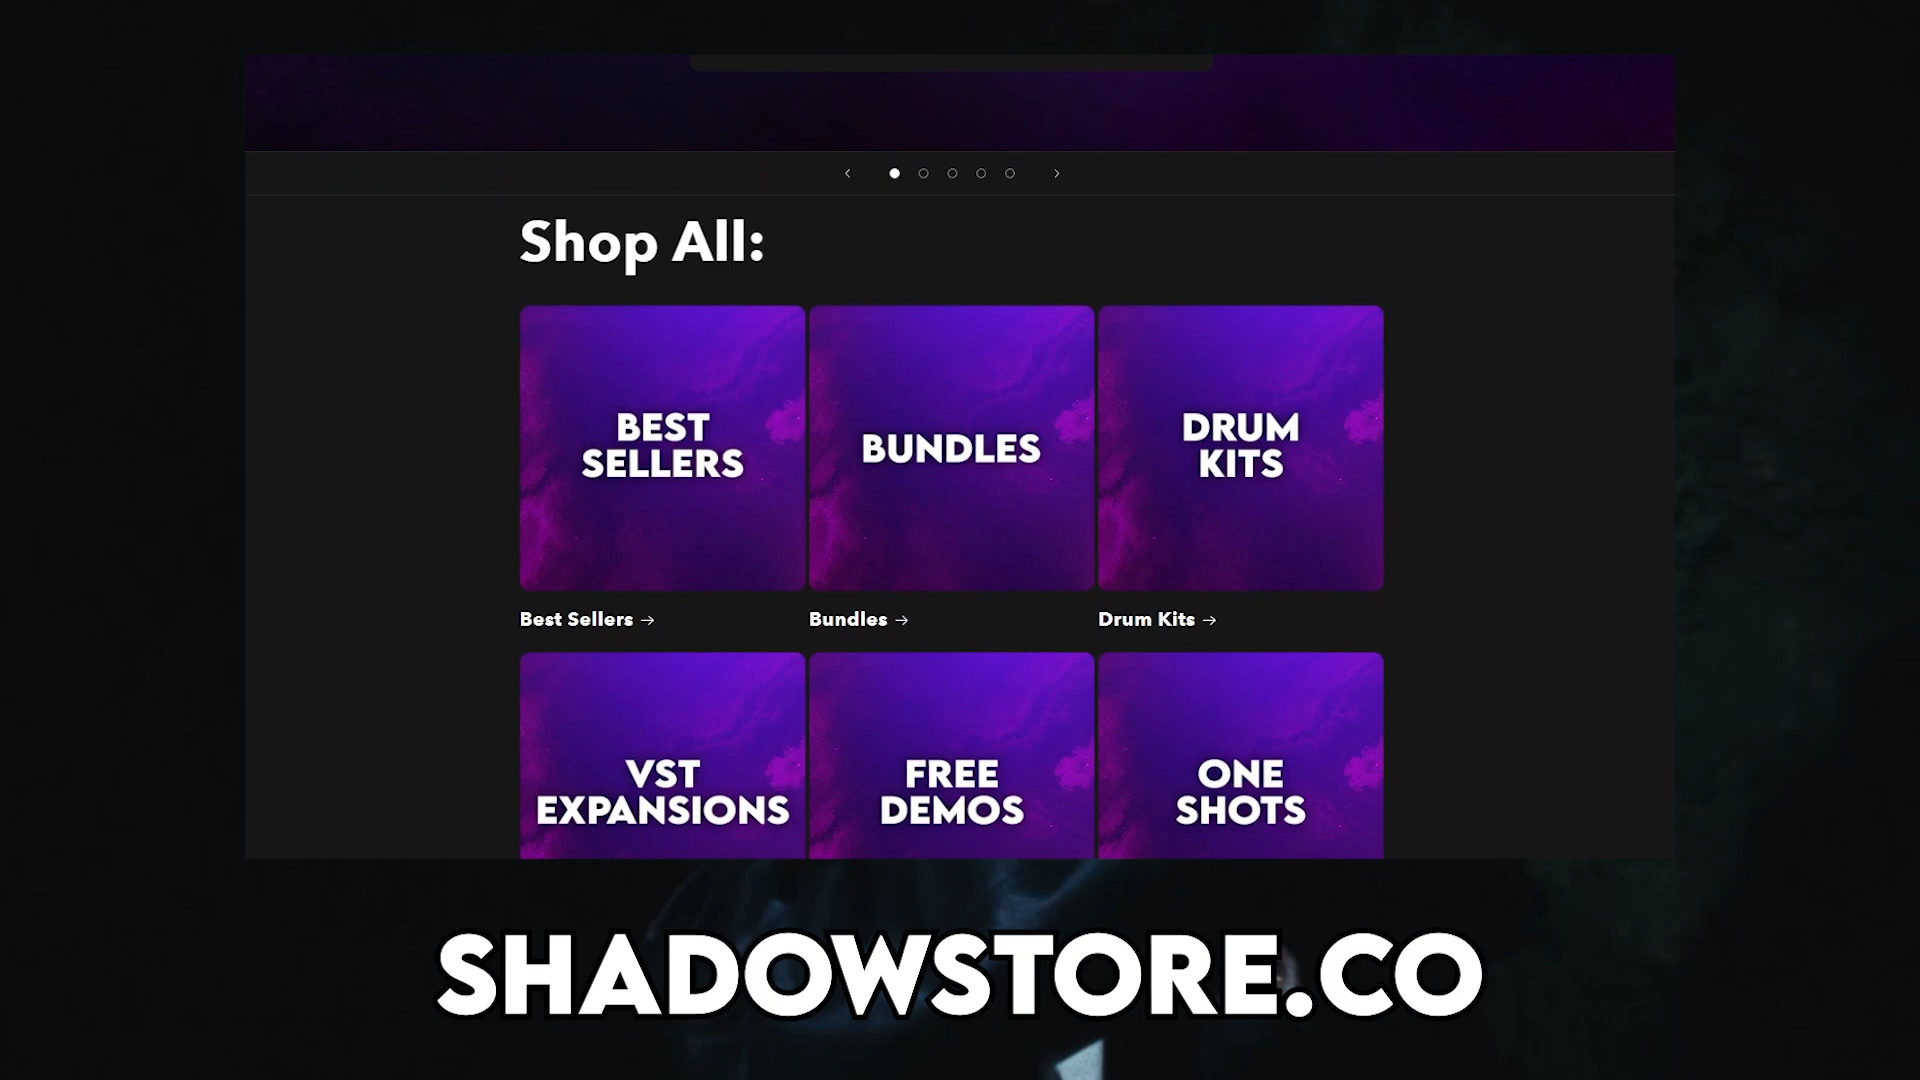 Shop All:
BEST
SELLERS
BUNDLES
DRUM
KITS
Best Sellers →
Bundles →
Drum Kits →
VST
EXPANSIONS
FREE
DEMOS
ONE
SHOTS
SHADOWSTORE.CO